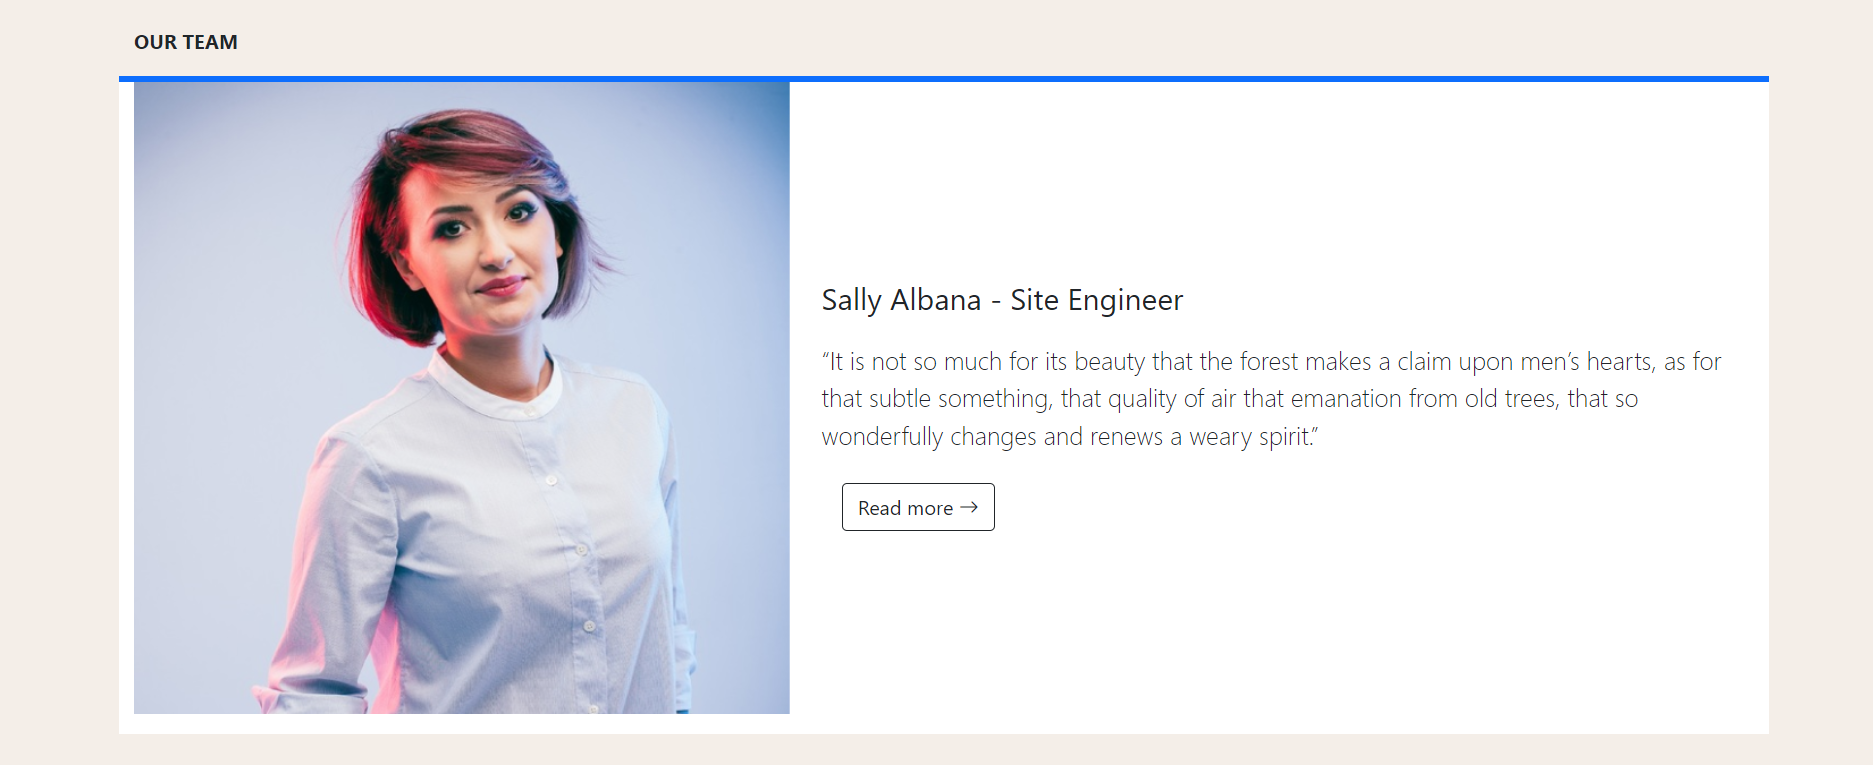 OUR TEAM
Sally Albana - Site Engineer
“It is not so much for its beauty that the forest makes a claim upon men’s hearts, as for
that subtle something, that quality of air that emanation from old trees, that so
wonderfully changes and renews a weary spirit.”
Read more →